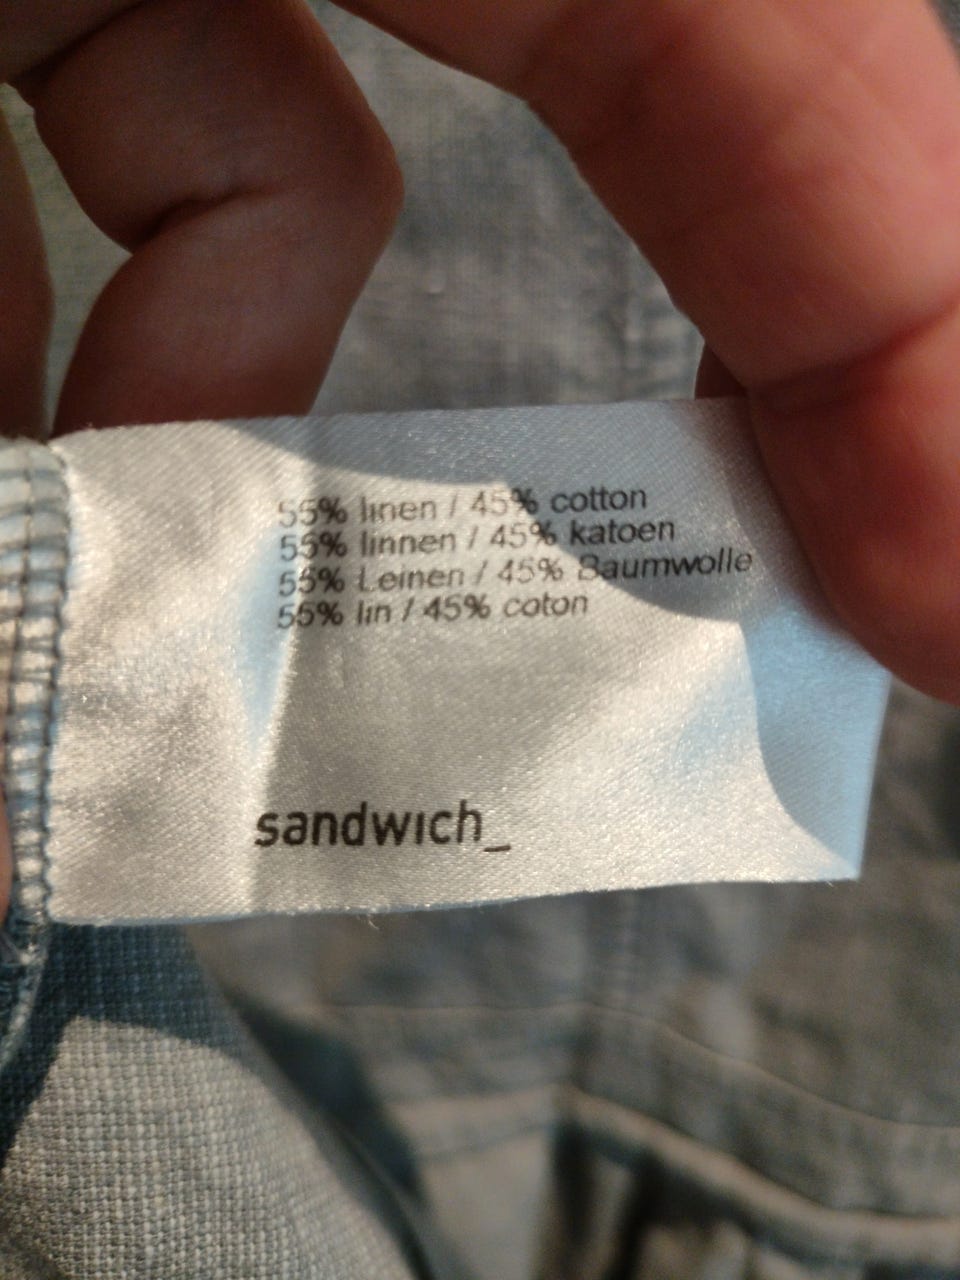 55% linen / 45% cotton
55% linnen / 45% katoen
55% Leinen / 45% Baumwolle
55% lin / 45% coton
sandwich_